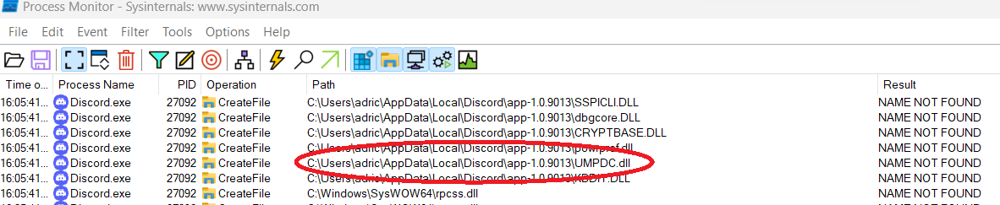 Process Monitor - Sysinternals: www.sysinternals.com
File Edit Event Filter Tools Options Help
Time o... Process Name PID Operation Path Result
16:05:41... Discord.exe 27092 CreateFile C:\Users\adric\AppData\Local\Discord\app-1.0.9013\SSPICLI.DLL NAME NOT FOUND
16:05:41... Discord.exe 27092 CreateFile C:\Users\adric\AppData\Local\Discord\app-1.0.9013\dbgcore.DLL NAME NOT FOUND
16:05:41... Discord.exe 27092 CreateFile C:\Users\adric\AppData\Local\Discord\app-1.0.9013\CRYPTBASE.DLL NAME NOT FOUND
16:05:41... Discord.exe 27092 CreateFile C:\Users\adric\AppData\Local\Discord\app-1.0.9013\powrprof.dll NAME NOT FOUND
16:05:41... Discord.exe 27092 CreateFile C:\Users\adric\AppData\Local\Discord\app-1.0.9013\UMPDC.dll NAME NOT FOUND
16:05:41... Discord.exe 27092 CreateFile C:\Users\adric\AppData\Local\Discord\app-1.0.9013\KBDIT.DLL NAME NOT FOUND
16:05:41... Discord.exe 27092 CreateFile C:\Windows\SysWOW64\rpcss.dll NAME NOT FOUND